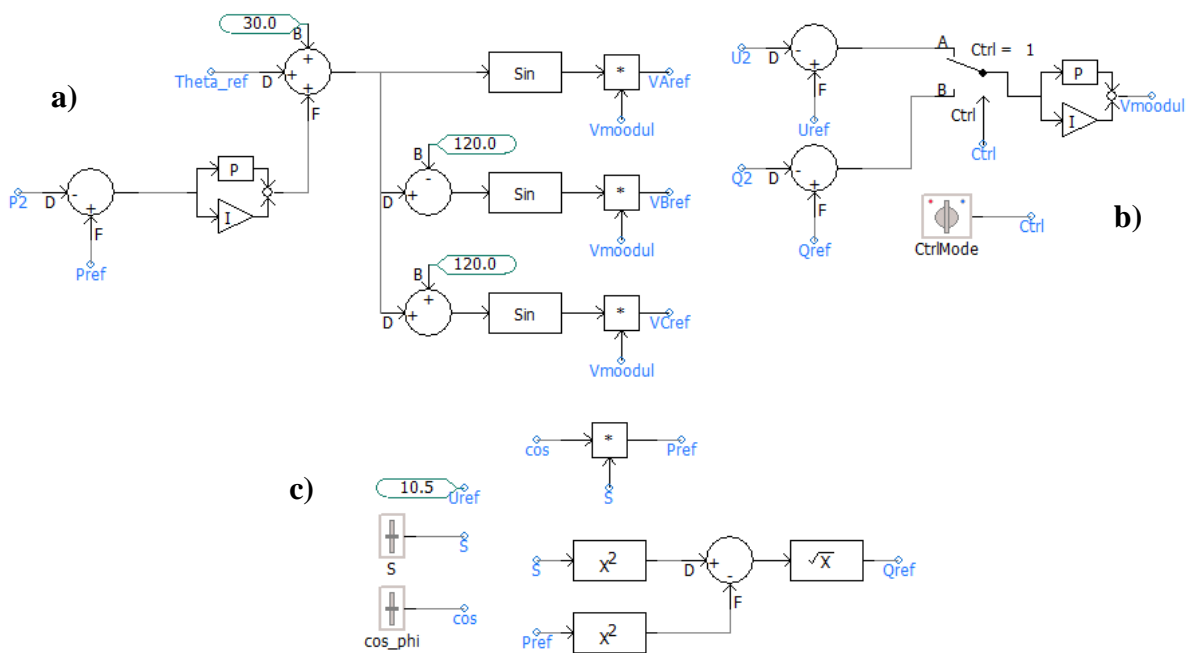 30.0
B
+
Theta_ref
D
+
+
F
a)
P2
D
-
+
F
Pref
P
I
Sin
*
VAref
Vmoodul
120.0
B
-
D
+
Sin
*
VBref
Vmoodul
120.0
B
+
D
+
Sin
*
VCref
Vmoodul
U2
D
-
+
F
Uref
A
Ctrl = 1
B
Ctrl
Ctrl
P
I
Vmoodul
Q2
D
-
+
F
Qref
CtrlMode
Ctrl
b)
cos
*
Pref
S
c)
10.5
Uref
S
S
cos
cos_phi
S
X²
D
+
-
F
√X
Qref
Pref
X²